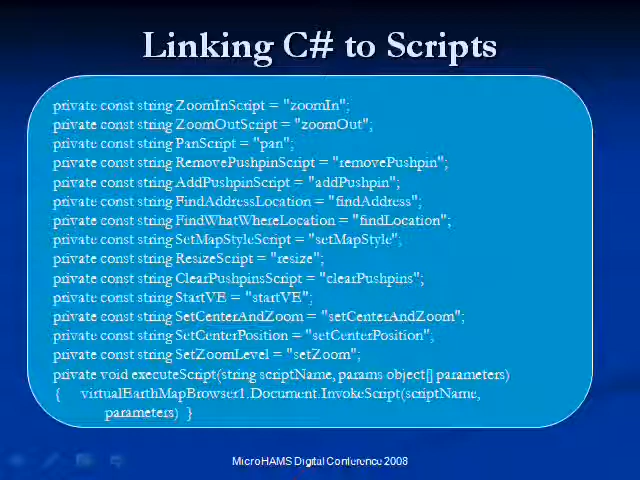 Linking C# to Scripts
private const string ZoomInScript = "zoomIn";
private const string ZoomOutScript = "zoomOut";
private const string PanScript = "pan";
private const string RemovePushpinScript = "removePushpin";
private const string AddPushpinScript = "addPushpin";
private const string FindAddressLocation = "findAddress";
private const string FindWhatWhereLocation = "findLocation";
private const string SetMapStyleScript = "setMapStyle";
private const string ResizeScript = "resize";
private const string ClearPushpinsScript = "clearPushpins";
private const string StartVE = "startVE";
private const string SetCenterAndZoom = "setCenterAndZoom";
private const string SetCenterPosition = "setCenterPosition";
private const string SetZoomLevel = "setZoom";
private void executeScript(string scriptName, params object[] parameters)
{ virtualEarthMapBrowser1.Document.InvokeScript(scriptName,
parameters) }
MicroHAMS Digital Conference 2008